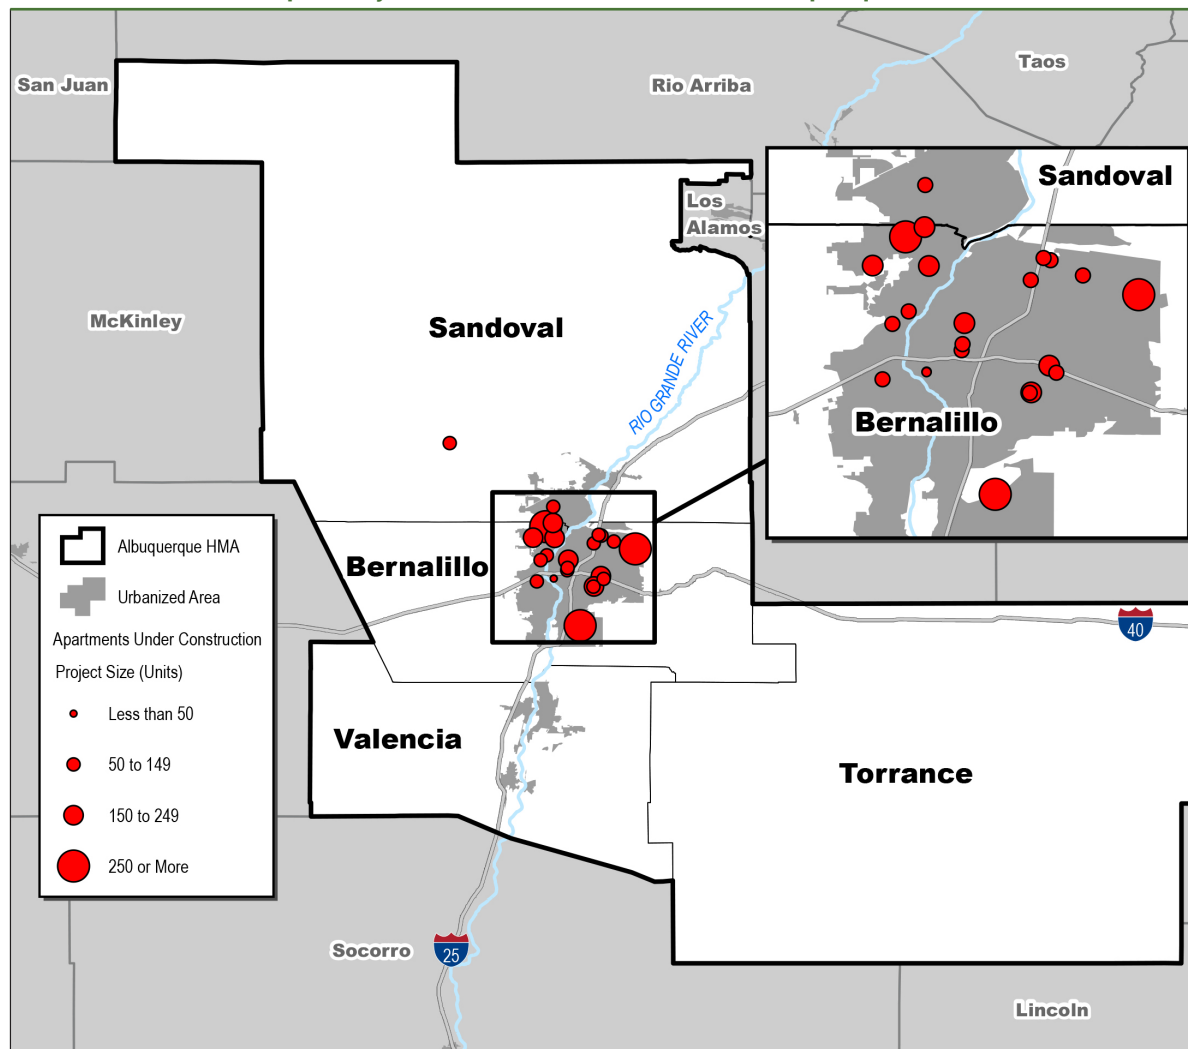 San Juan
Rio Arriba
Taos
Los
Alamos
Sandoval
McKinley
Sandoval
RIO GRANDE RIVER
Bernalillo
Bernalillo
Albuquerque HMA
Urbanized Area
Apartments Under Construction
Project Size (Units)
Less than 50
50 to 149
150 to 249
250 or More
40
Valencia
Torrance
Socorro
25
Lincoln